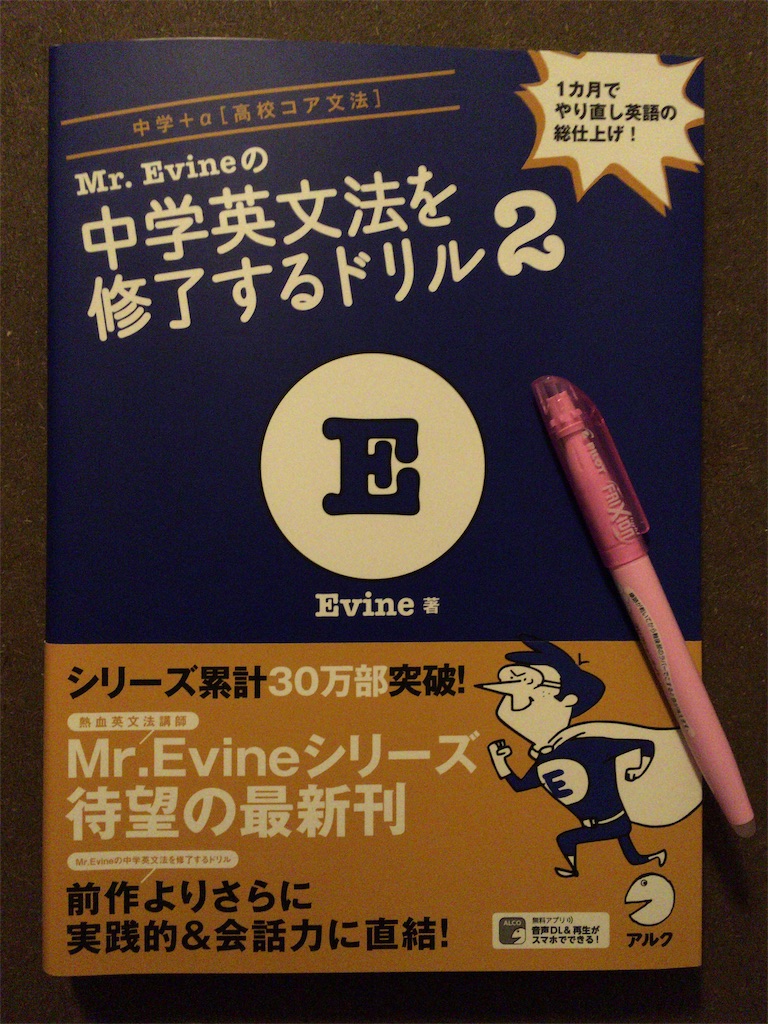 中学+α[高校コア文法]
1カ月で
やり直し英語の
総仕上げ!
Mr. Evineの
中学英文法を
修了するドリル2
E
Evine 著
PILOT FRIXION
シリーズ累計30万部突破!
熱血英文法講師
Mr.Evineシリーズ
待望の最新刊
Mr.Evineの中学英文法を修了するドリル
前作よりさらに
実践的&会話力に直結!
E
ALCO
無料アプリ
音声DL&再生が
スマホでできる!
アルク